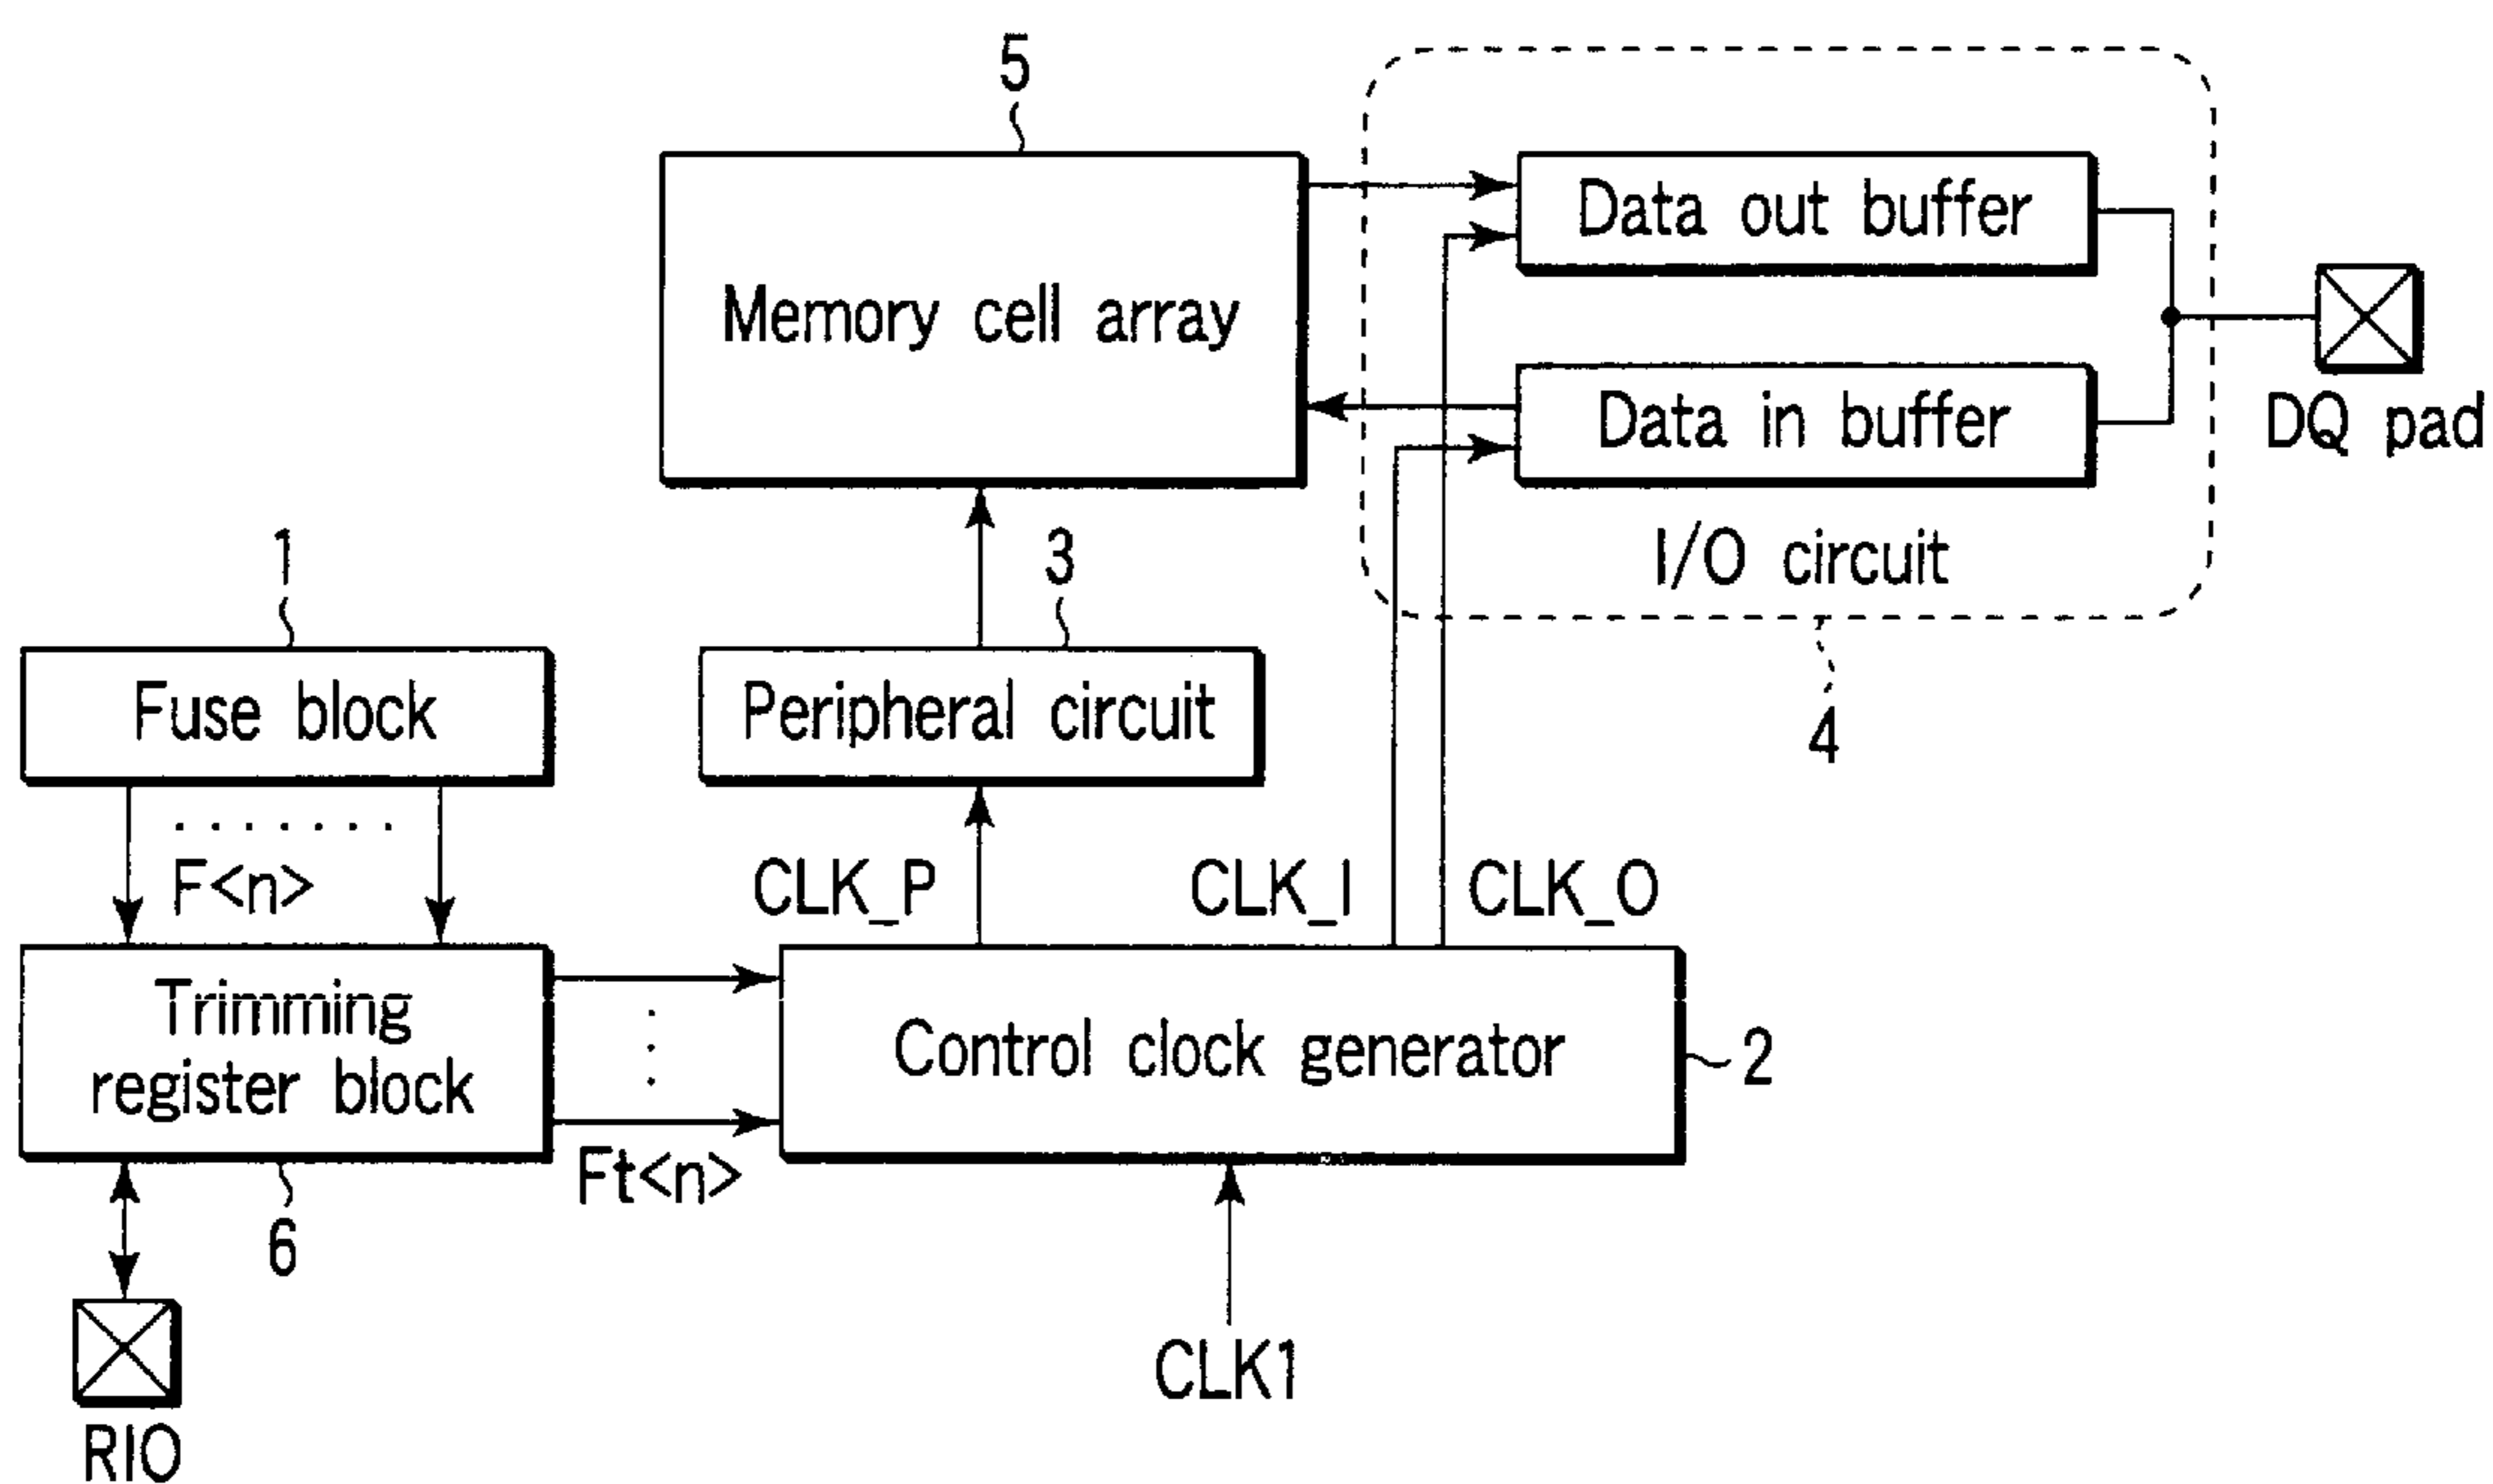 5
Data out buffer
Memory cell array
Data in buffer
DQ pad
I/O circuit
1
3
4
Fuse block
Peripheral circuit
F<n>
CLK_P
CLK_I
CLK_O
Trimming
register block
Control clock generator
2
Ft<n>
6
CLK1
RIO